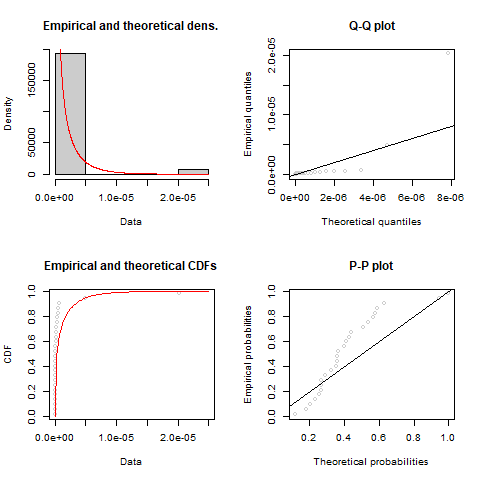 Empirical and theoretical dens.
Density
0 50000 150000
0.0e+00 1.0e-05 2.0e-05
Data
Q-Q plot
Empirical quantiles
0.0e+00 1.0e-05 2.0e-05
0e+00 2e-06 4e-06 6e-06 8e-06
Theoretical quantiles
Empirical and theoretical CDFs
CDF
0.0 0.2 0.4 0.6 0.8 1.0
0.0e+00 1.0e-05 2.0e-05
Data
P-P plot
Empirical probabilities
0.0 0.2 0.4 0.6 0.8 1.0
0.2 0.4 0.6 0.8 1.0
Theoretical probabilities